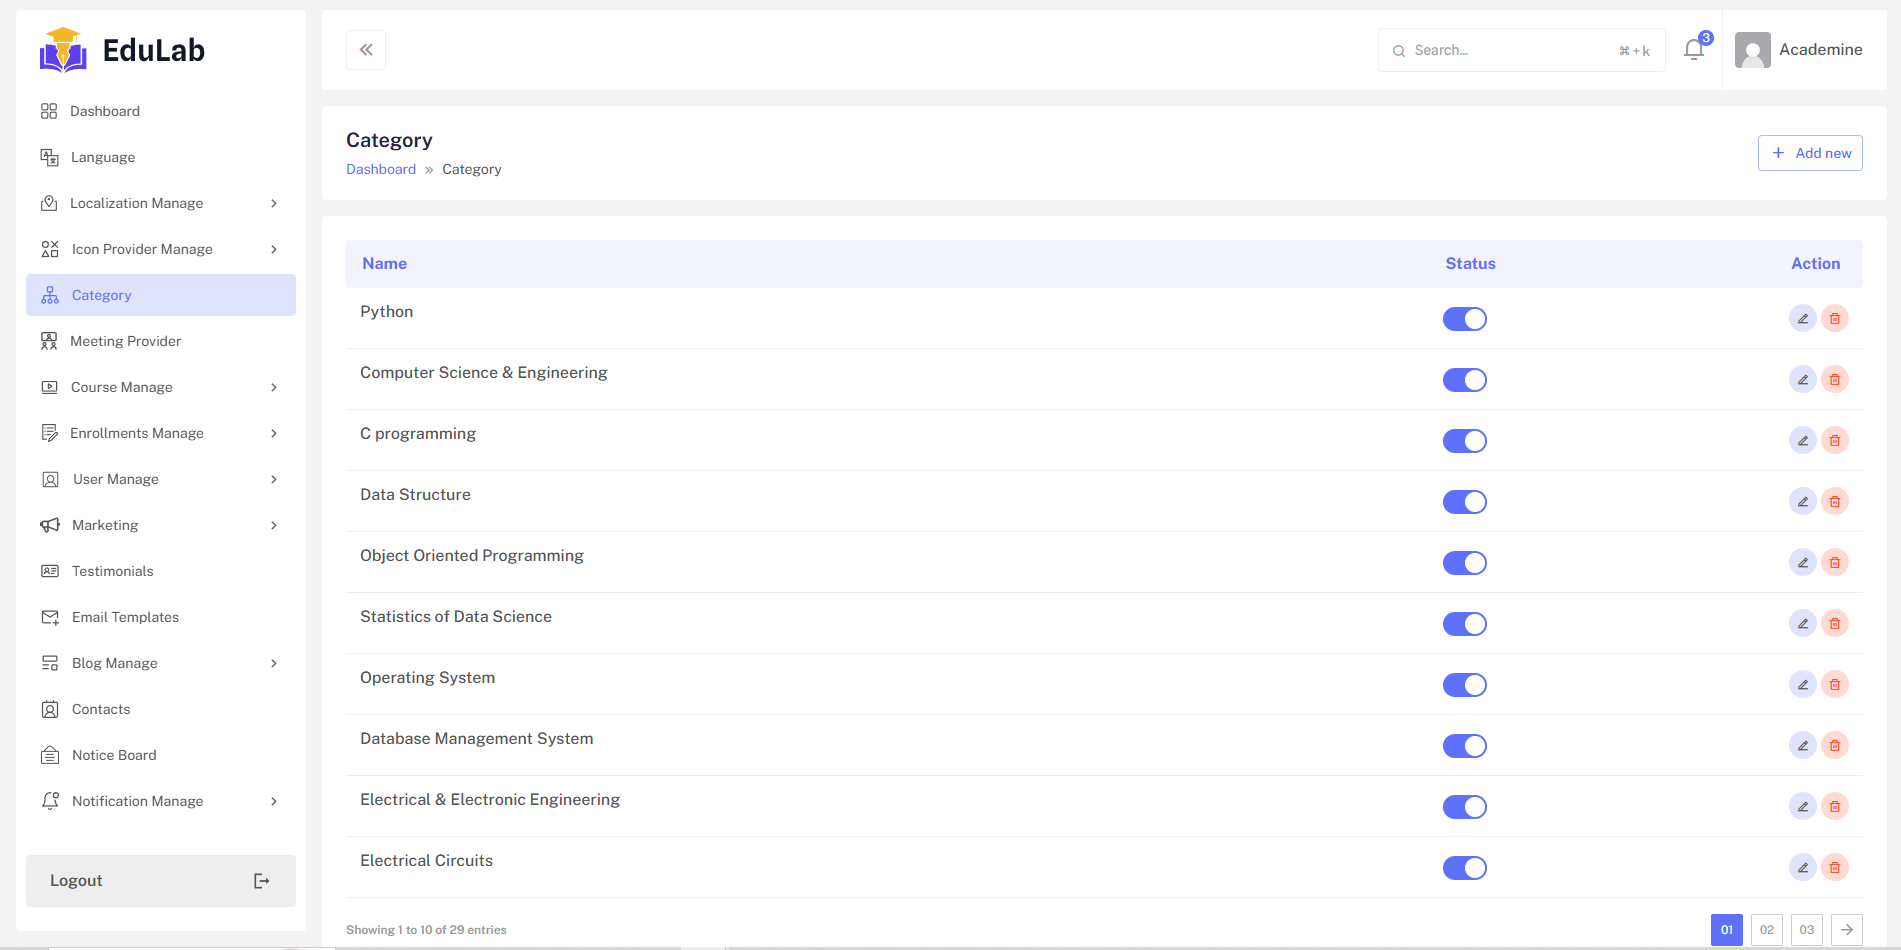 EduLab
Search...
⌘ + k
3
Academine
Dashboard
Language
Localization Manage
Icon Provider Manage
Category
Meeting Provider
Course Manage
Enrollments Manage
User Manage
Marketing
Testimonials
Email Templates
Blog Manage
Contacts
Notice Board
Notification Manage
Logout
Category
Dashboard » Category
+ Add new
Name Status Action
Python
Computer Science & Engineering
C programming
Data Structure
Object Oriented Programming
Statistics of Data Science
Operating System
Database Management System
Electrical & Electronic Engineering
Electrical Circuits
Showing 1 to 10 of 29 entries
01 02 03